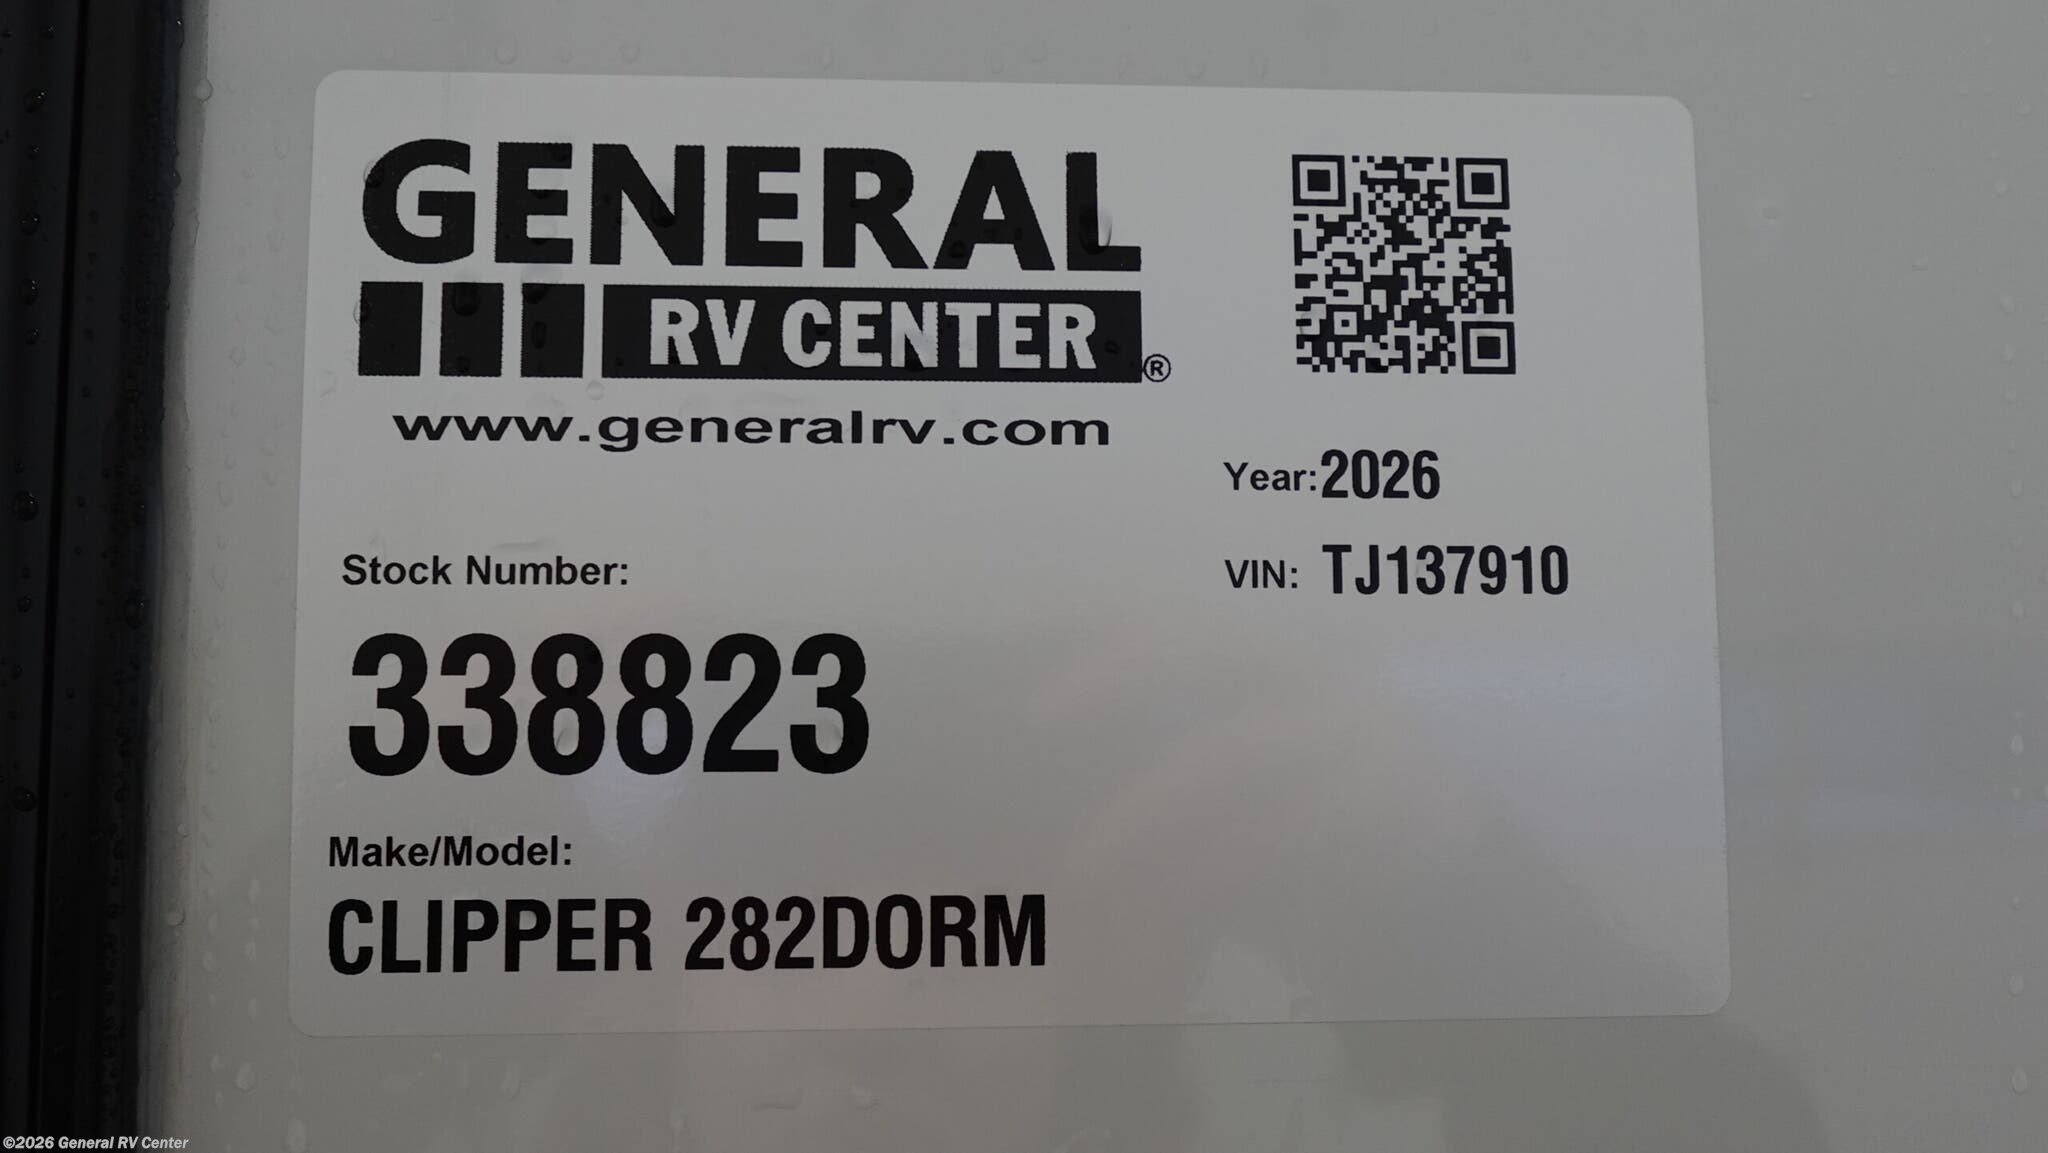 GENERAL
RV CENTER®
www.generalrv.com
Year: 2026
VIN: TJ137910
Stock Number:
338823
Make/Model:
CLIPPER 282DORM
©2026 General RV Center